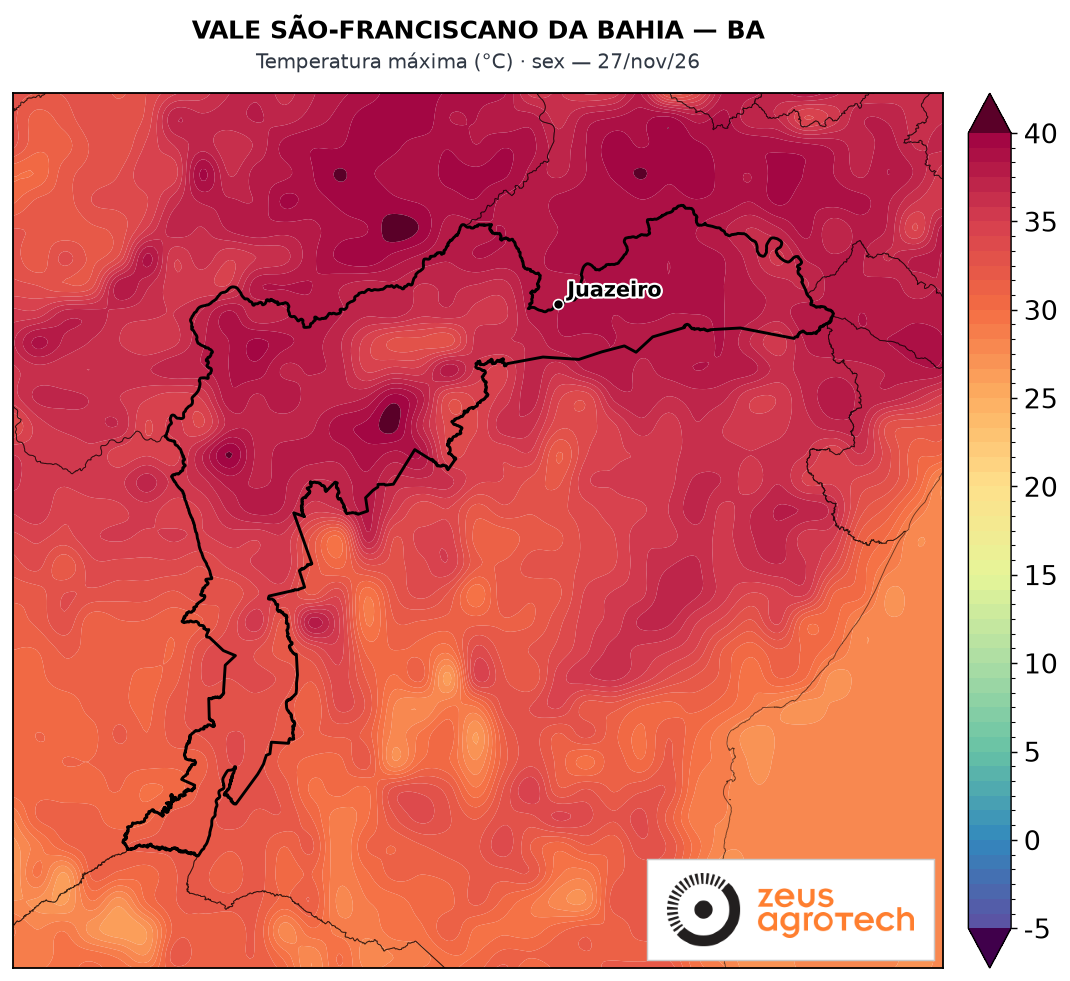 VALE SÃO-FRANCISCANO DA BAHIA — BA
Temperatura máxima (°C) · sex — 27/nov/26
Juazeiro
40
35
30
25
20
15
10
5
0
-5
zeus
agrotech